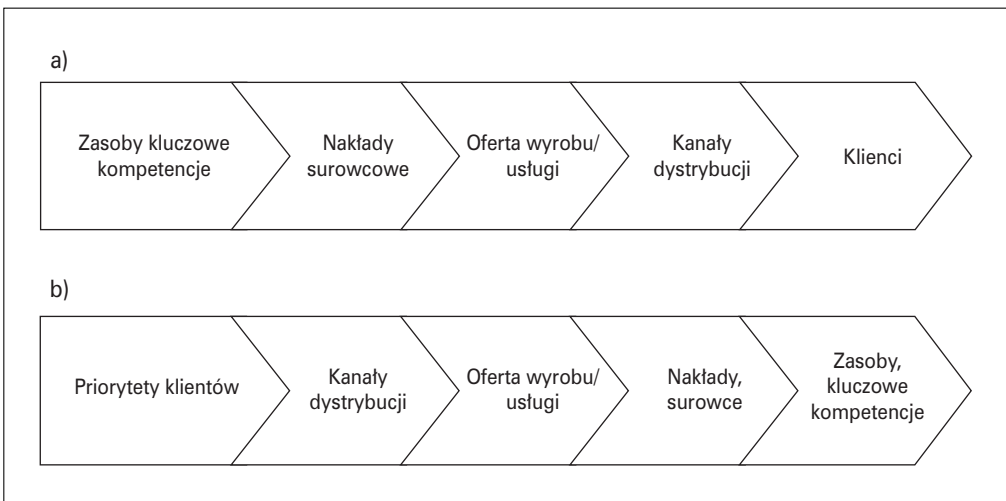 a)
Zasoby kluczowe
kompetencje
Nakłady
surowcowe
Oferta wyrobu/
usługi
Kanały
dystrybucji
Klienci
b)
Priorytety klientów
Kanały
dystrybucji
Oferta wyrobu/
usługi
Nakłady,
surowce
Zasoby,
kluczowe
kompetencje